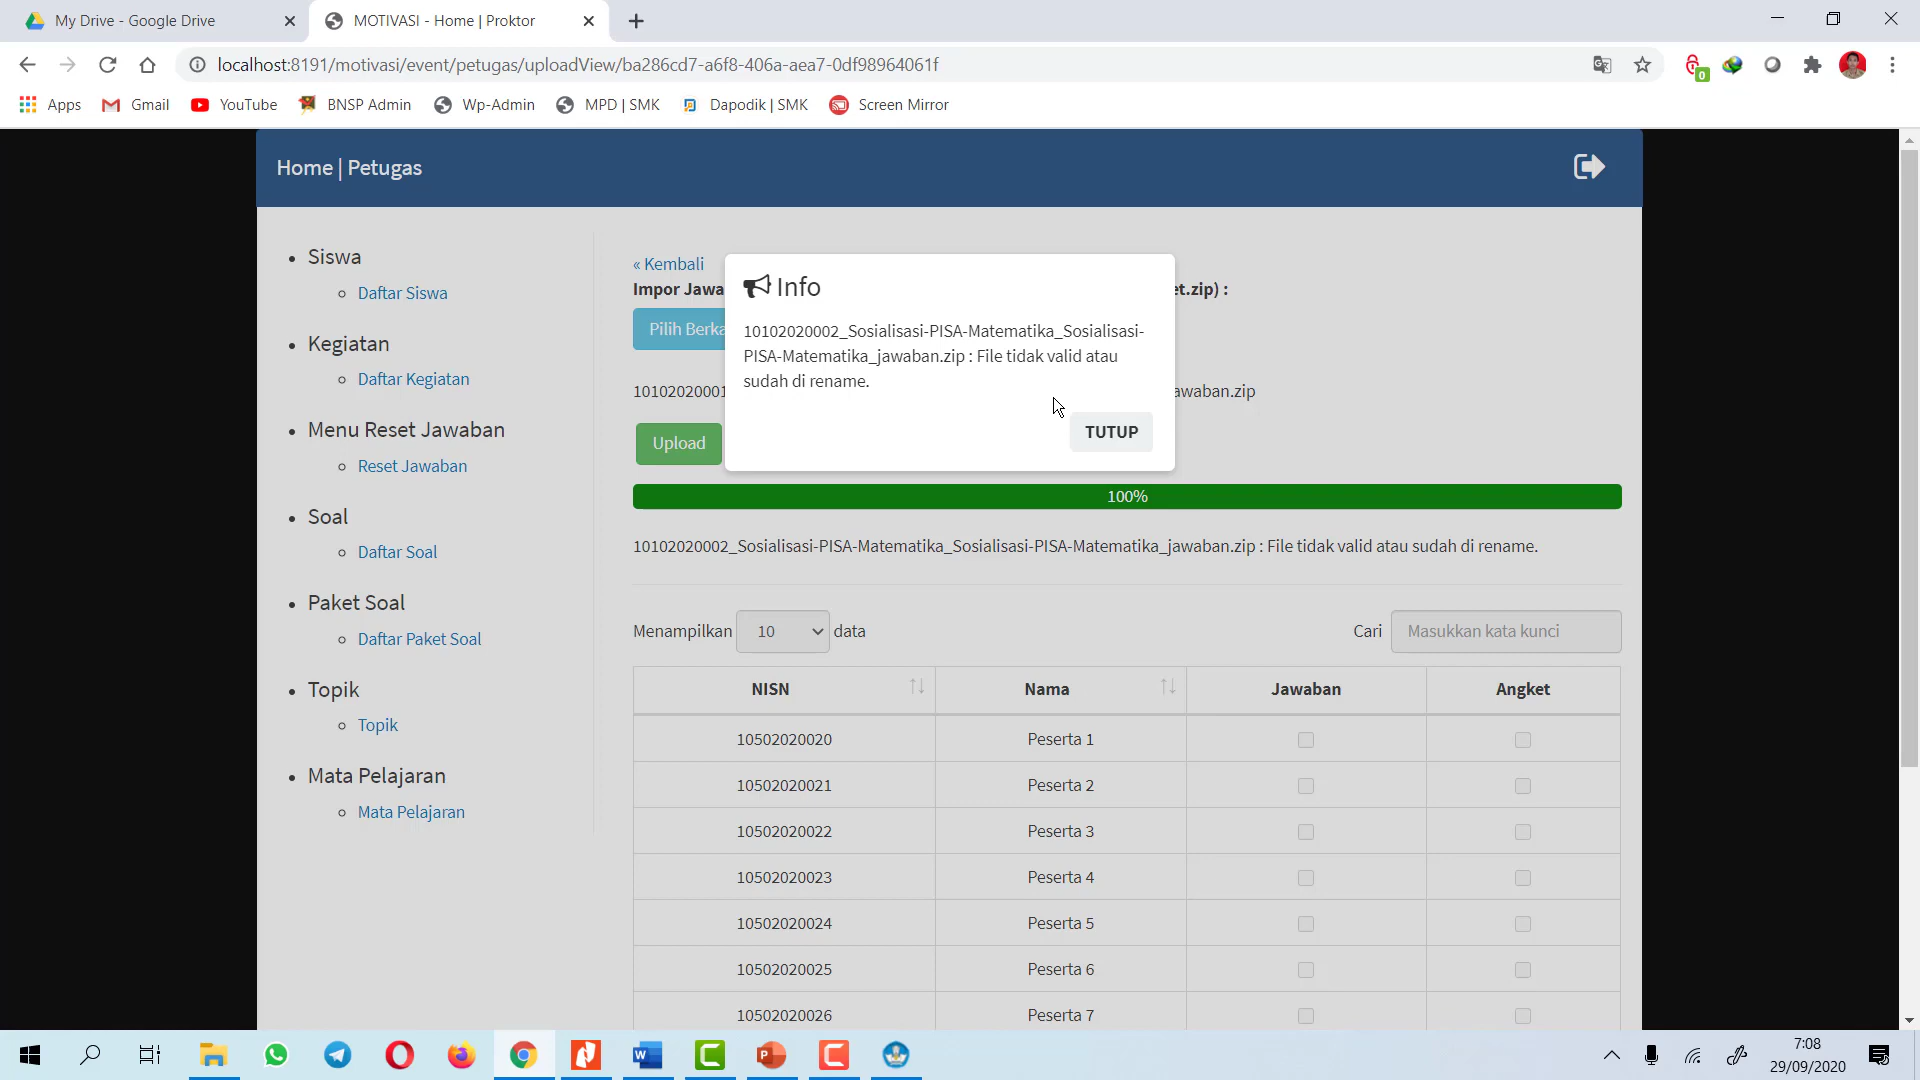 My Drive - Google Drive
MOTIVASI - Home | Proktor
localhost:8191/motivasi/event/petugas/uploadView/ba286cd7-a6f8-406a-aea7-0df98964061f
0
Apps
Gmail
YouTube
BNSP Admin
Wp-Admin
MPD | SMK
Dapodik | SMK
Screen Mirror
Home | Petugas
Siswa
Daftar Siswa
Kegiatan
Daftar Kegiatan
Menu Reset Jawaban
Reset Jawaban
Soal
Daftar Soal
Paket Soal
Daftar Paket Soal
Topik
Topik
Mata Pelajaran
Mata Pelajaran
« Kembali
Impor Jawa
et.zip) :
Pilih Berka
10102020001
awaban.zip
Upload
Info
10102020002_Sosialisasi-PISA-Matematika_Sosialisasi-
PISA-Matematika_jawaban.zip : File tidak valid atau
sudah di rename.
TUTUP
100%
10102020002_Sosialisasi-PISA-Matematika_Sosialisasi-PISA-Matematika_jawaban.zip : File tidak valid atau sudah di rename.
Menampilkan 10 data
Cari Masukkan kata kunci
NISN Nama Jawaban Angket
10502020020 Peserta 1
10502020021 Peserta 2
10502020022 Peserta 3
10502020023 Peserta 4
10502020024 Peserta 5
10502020025 Peserta 6
10502020026 Peserta 7
7:08
29/09/2020